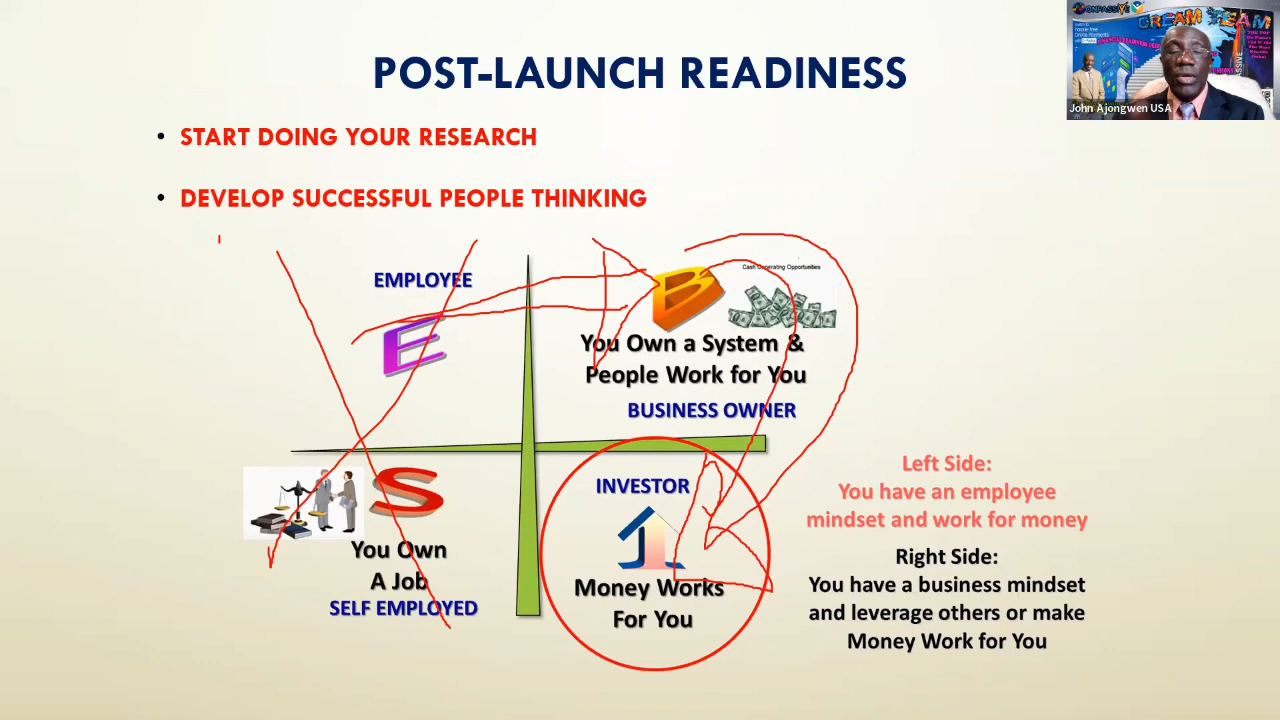 POST-LAUNCH READINESS
ONPASSIVE
DREAM TEAM
John Ajongwen USA
• START DOING YOUR RESEARCH
• DEVELOP SUCCESSFUL PEOPLE THINKING
EMPLOYEE
E
B
Cash Generating Opportunities
You Own a System &
People Work for You
BUSINESS OWNER
S
You Own
A Job
SELF EMPLOYED
INVESTOR
I
Money Works
For You
Left Side:
You have an employee
mindset and work for money
Right Side:
You have a business mindset
and leverage others or make
Money Work for You